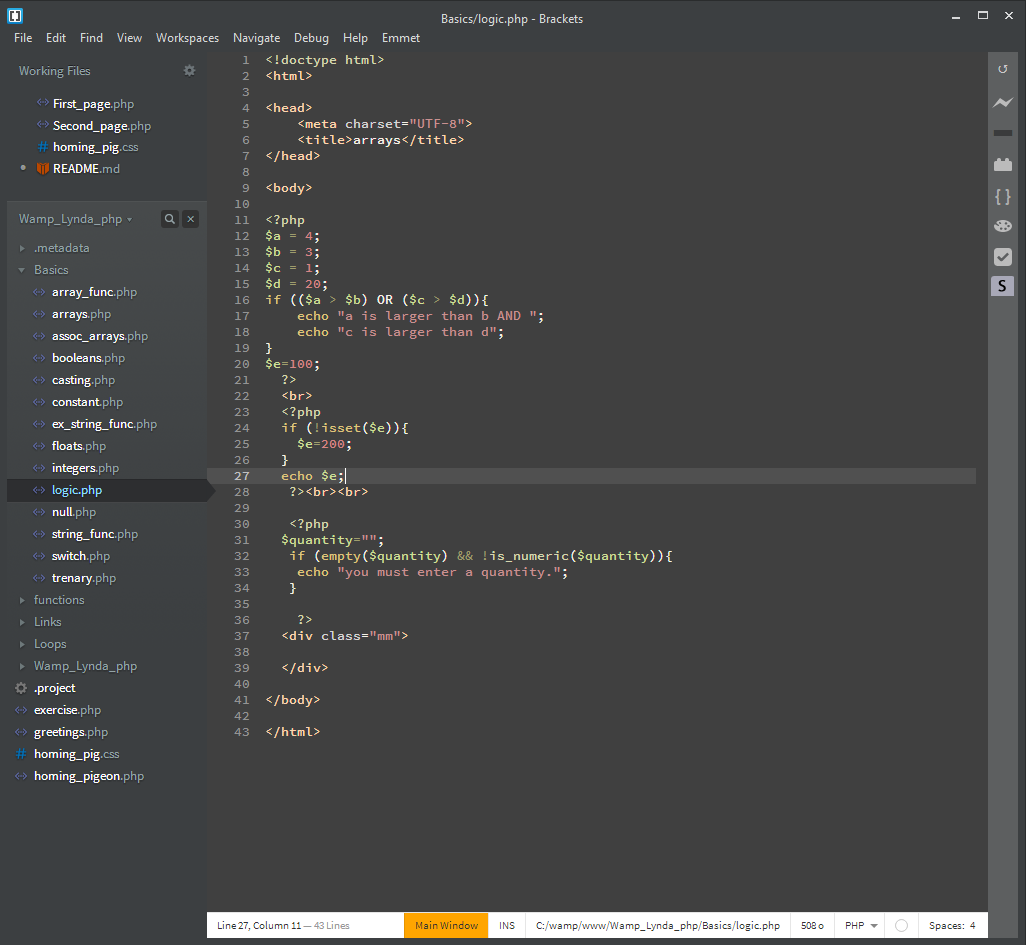 Basics/logic.php - Brackets
File Edit Find View Workspaces Navigate Debug Help Emmet
Working Files
First_page.php
Second_page.php
homing_pig.css
README.md
Wamp_Lynda_php
.metadata
Basics
array_func.php
arrays.php
assoc_arrays.php
booleans.php
casting.php
constant.php
ex_string_func.php
floats.php
integers.php
logic.php
null.php
string_func.php
switch.php
trenary.php
functions
Links
Loops
Wamp_Lynda_php
.project
exercise.php
greetings.php
homing_pig.css
homing_pigeon.php
1 <!doctype html>
2 <html>
3
4 <head>
5     <meta charset="UTF-8">
6     <title>arrays</title>
7 </head>
8
9 <body>
10
11 <?php
12 $a = 4;
13 $b = 3;
14 $c = 1;
15 $d = 20;
16 if (($a > $b) OR ($c > $d)){
17     echo "a is larger than b AND ";
18     echo "c is larger than d";
19 }
20 $e=100;
21   ?>
22   <br>
23   <?php
24   if (!isset($e)){
25     $e=200;
26   }
27   echo $e;
28    ?><br><br>
29
30    <?php
31   $quantity="";
32    if (empty($quantity) && !is_numeric($quantity)){
33     echo "you must enter a quantity.";
34    }
35
36     ?>
37   <div class="mm">
38
39   </div>
40
41 </body>
42
43 </html>
{ }
S
Line 27, Column 11 — 43 Lines Main Window INS C:/wamp/www/Wamp_Lynda_php/Basics/logic.php 508 o PHP Spaces: 4